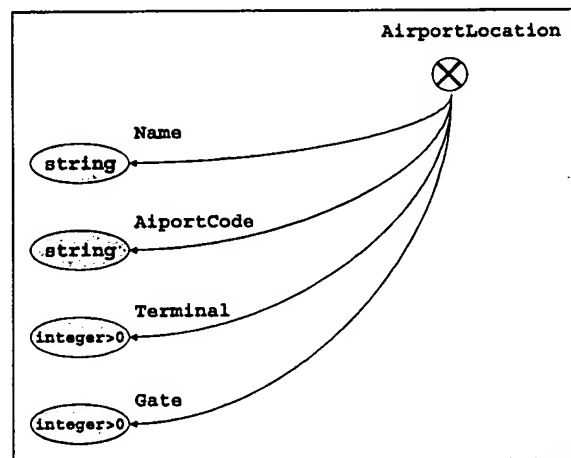 AirportLocation
Name
string
AiportCode
string
Terminal
integer>0
Gate
integer>0